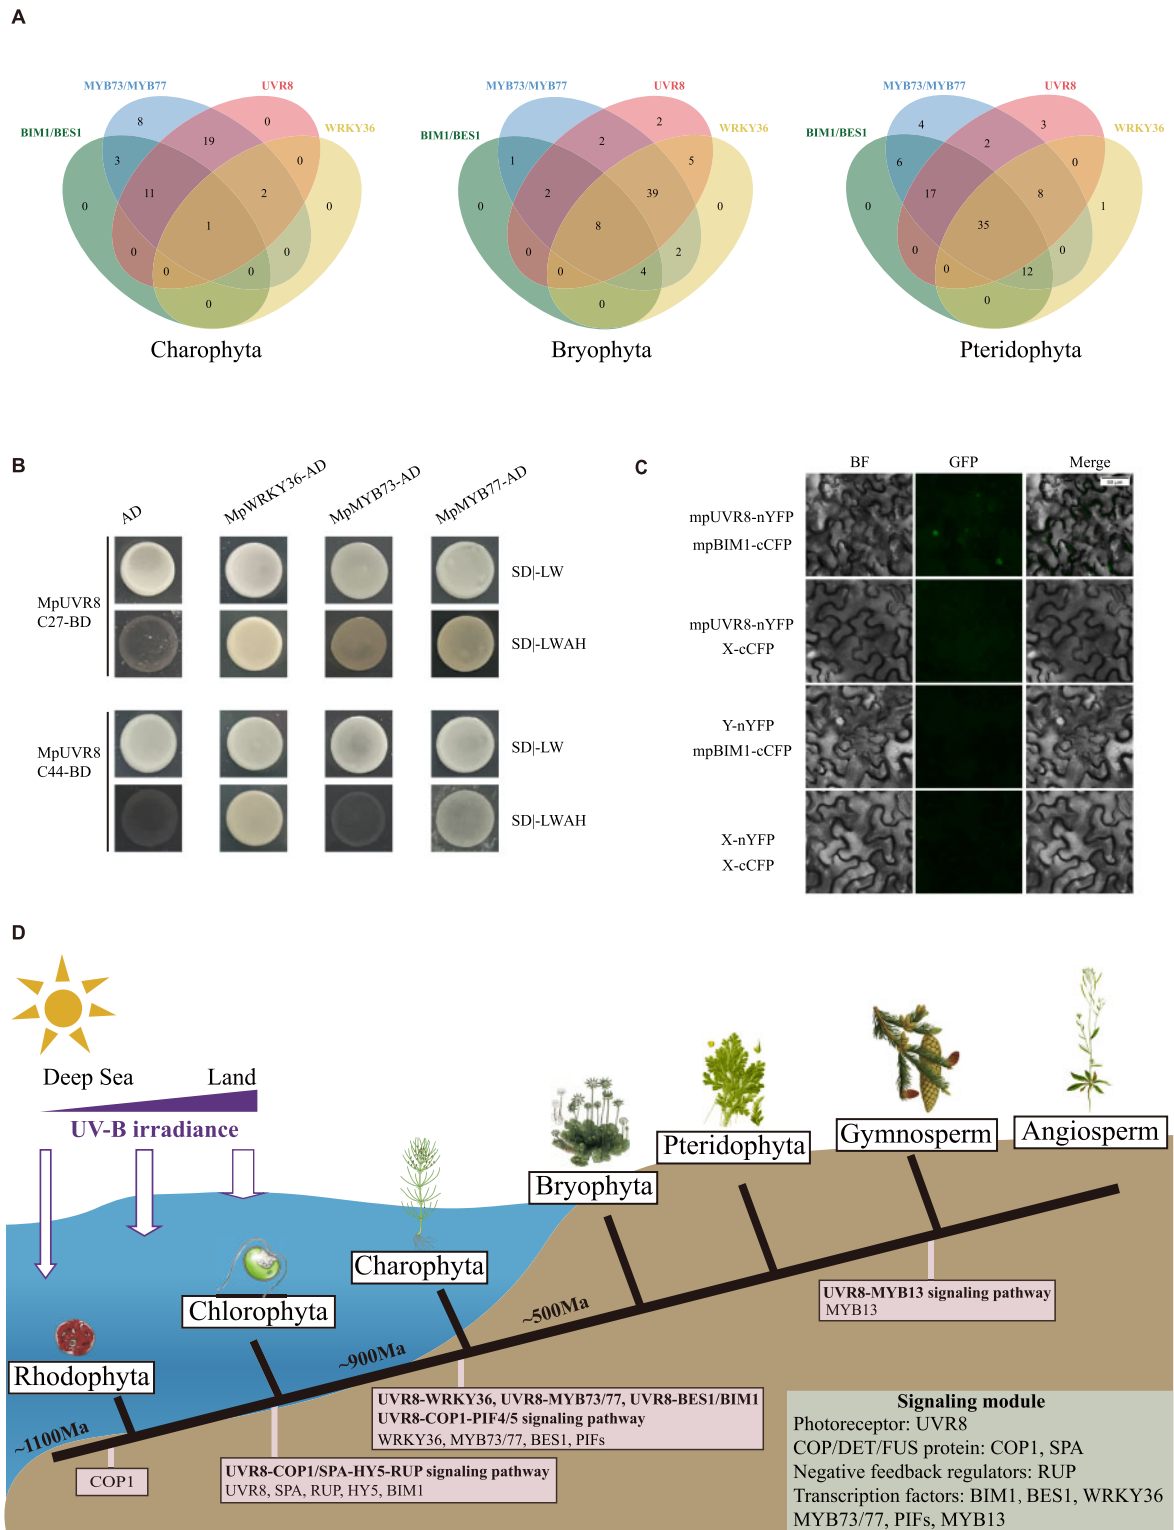 A
MYB73/MYB77
UVR8
BIM1/BES1
WRKY36
8
0
3
19
0
11
2
0
0
1
0
0
0
0
0
Charophyta
MYB73/MYB77
UVR8
BIM1/BES1
WRKY36
2
1
2
5
2
39
0
0
8
0
2
0
4
0
Bryophyta
MYB73/MYB77
UVR8
BIM1/BES1
WRKY36
4
3
6
2
0
17
8
0
1
35
0
0
0
12
0
Pteridophyta
B
AD
MpWRKY36-AD
MpMYB73-AD
MpMYB77-AD
MpUVR8
C27-BD
SD|-LW
SD|-LWAH
MpUVR8
C44-BD
SD|-LW
SD|-LWAH
C
BF
GFP
Merge
mpUVR8-nYFP
mpBIM1-cCFP
mpUVR8-nYFP
X-cCFP
Y-nYFP
mpBIM1-cCFP
X-nYFP
X-cCFP
D
Deep Sea
Land
UV-B irradiance
Rhodophyta
Chlorophyta
Charophyta
Bryophyta
Pteridophyta
Gymnosperm
Angiosperm
~1100Ma
~900Ma
~500Ma
COP1
UVR8-COP1/SPA-HY5-RUP signaling pathway
UVR8, SPA, RUP, HY5, BIM1
UVR8-WRKY36, UVR8-MYB73/77, UVR8-BES1/BIM1
UVR8-COP1-PIF4/5 signaling pathway
WRKY36, MYB73/77, BES1, PIFs
UVR8-MYB13 signaling pathway
MYB13
Signaling module
Photoreceptor: UVR8
COP/DET/FUS protein: COP1, SPA
Negative feedback regulators: RUP
Transcription factors: BIM1, BES1, WRKY36
MYB73/77, PIFs, MYB13